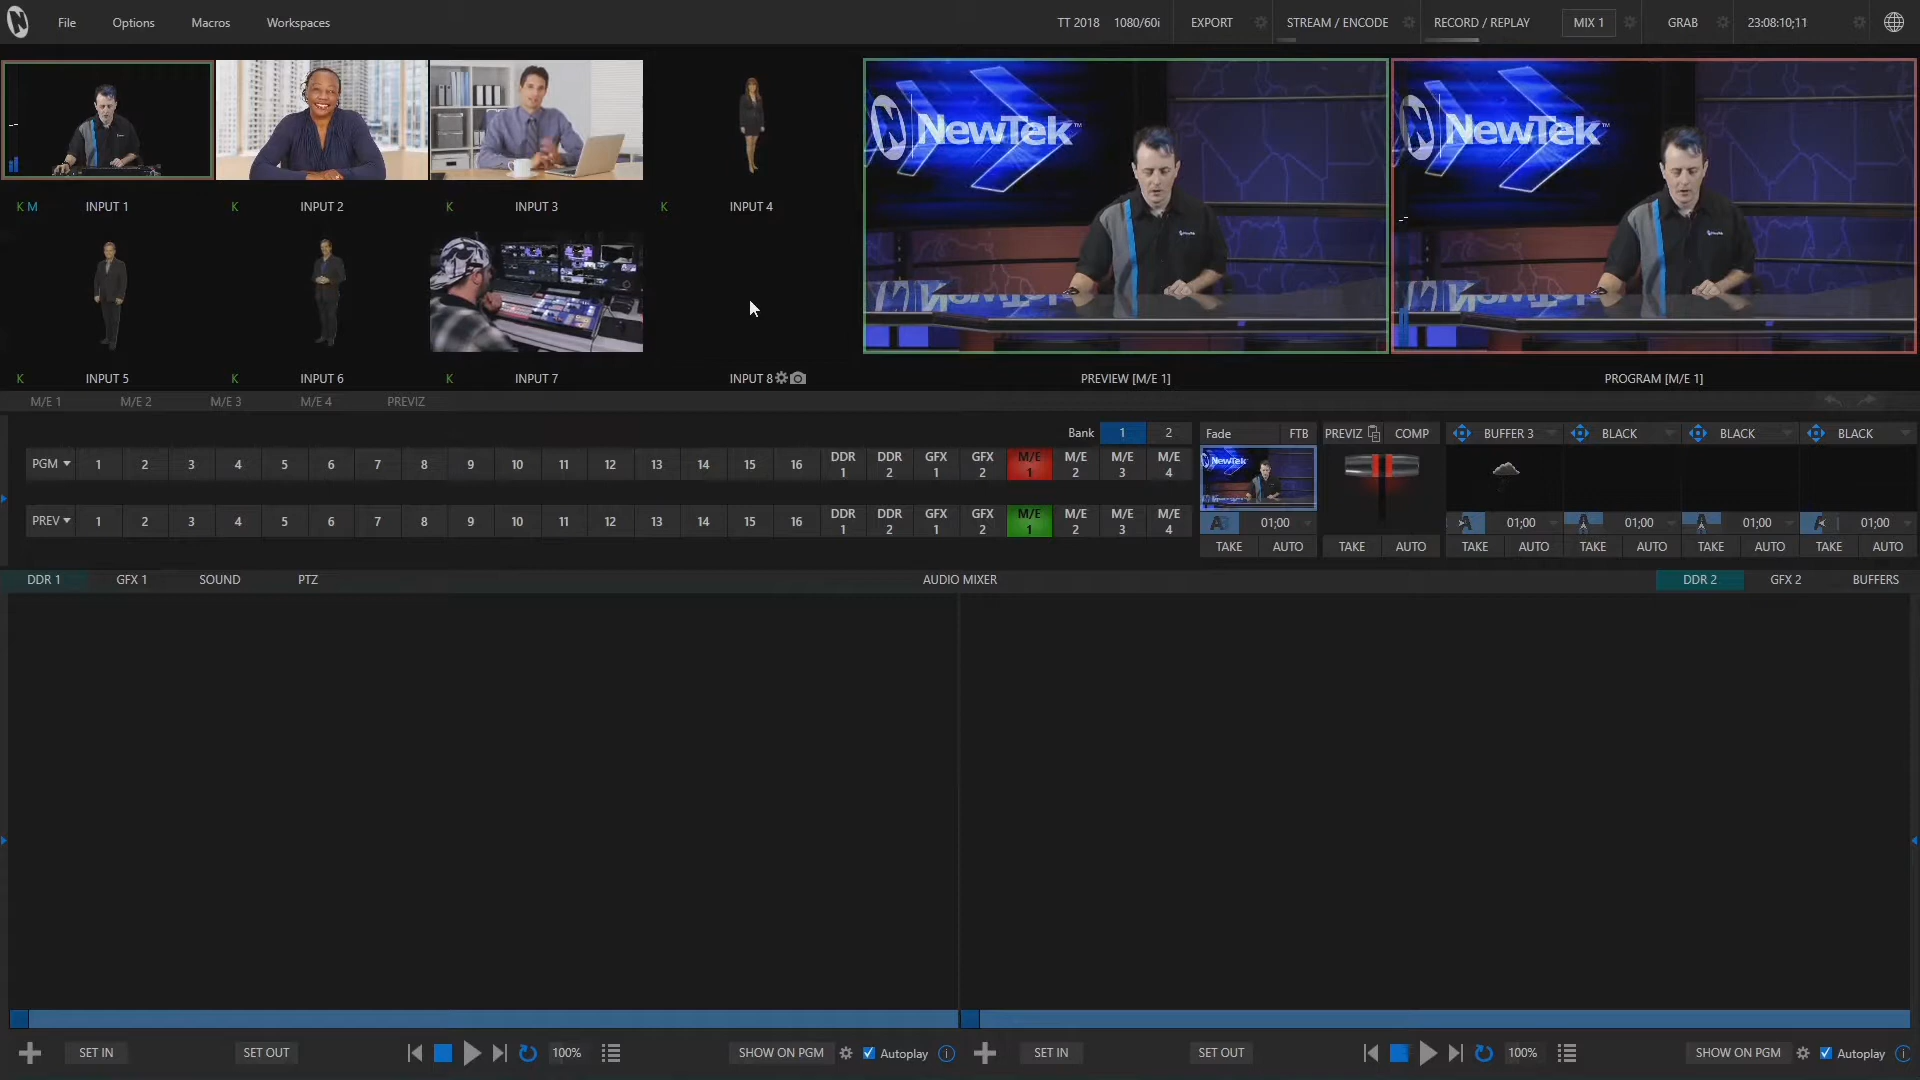 File Options Macros Workspaces TT 2018 1080/60i EXPORT STREAM / ENCODE RECORD / REPLAY MIX 1 GRAB 23:08:10;11
NewTek™ NewTek™
K M INPUT 1 K INPUT 2 K INPUT 3 K INPUT 4
K INPUT 5 K INPUT 6 K INPUT 7 INPUT 8 PREVIEW [M/E 1] PROGRAM [M/E 1]
M/E 1 M/E 2 M/E 3 M/E 4 PREVIZ
Bank 1 2 Fade FTB PREVIZ COMP BUFFER 3 BLACK BLACK BLACK
PGM 1 2 3 4 5 6 7 8 9 10 11 12 13 14 15 16 DDR 1 DDR 2 GFX 1 GFX 2 M/E 1 M/E 2 M/E 3 M/E 4
NewTek
PREV 1 2 3 4 5 6 7 8 9 10 11 12 13 14 15 16 DDR 1 DDR 2 GFX 1 GFX 2 M/E 1 M/E 2 M/E 3 M/E 4
01;00 01;00 01;00 01;00 01;00
TAKE AUTO TAKE AUTO TAKE AUTO TAKE AUTO TAKE AUTO TAKE AUTO
DDR 1 GFX 1 SOUND PTZ AUDIO MIXER DDR 2 GFX 2 BUFFERS
SET IN SET OUT 100% SHOW ON PGM Autoplay SET IN SET OUT 100% SHOW ON PGM Autoplay